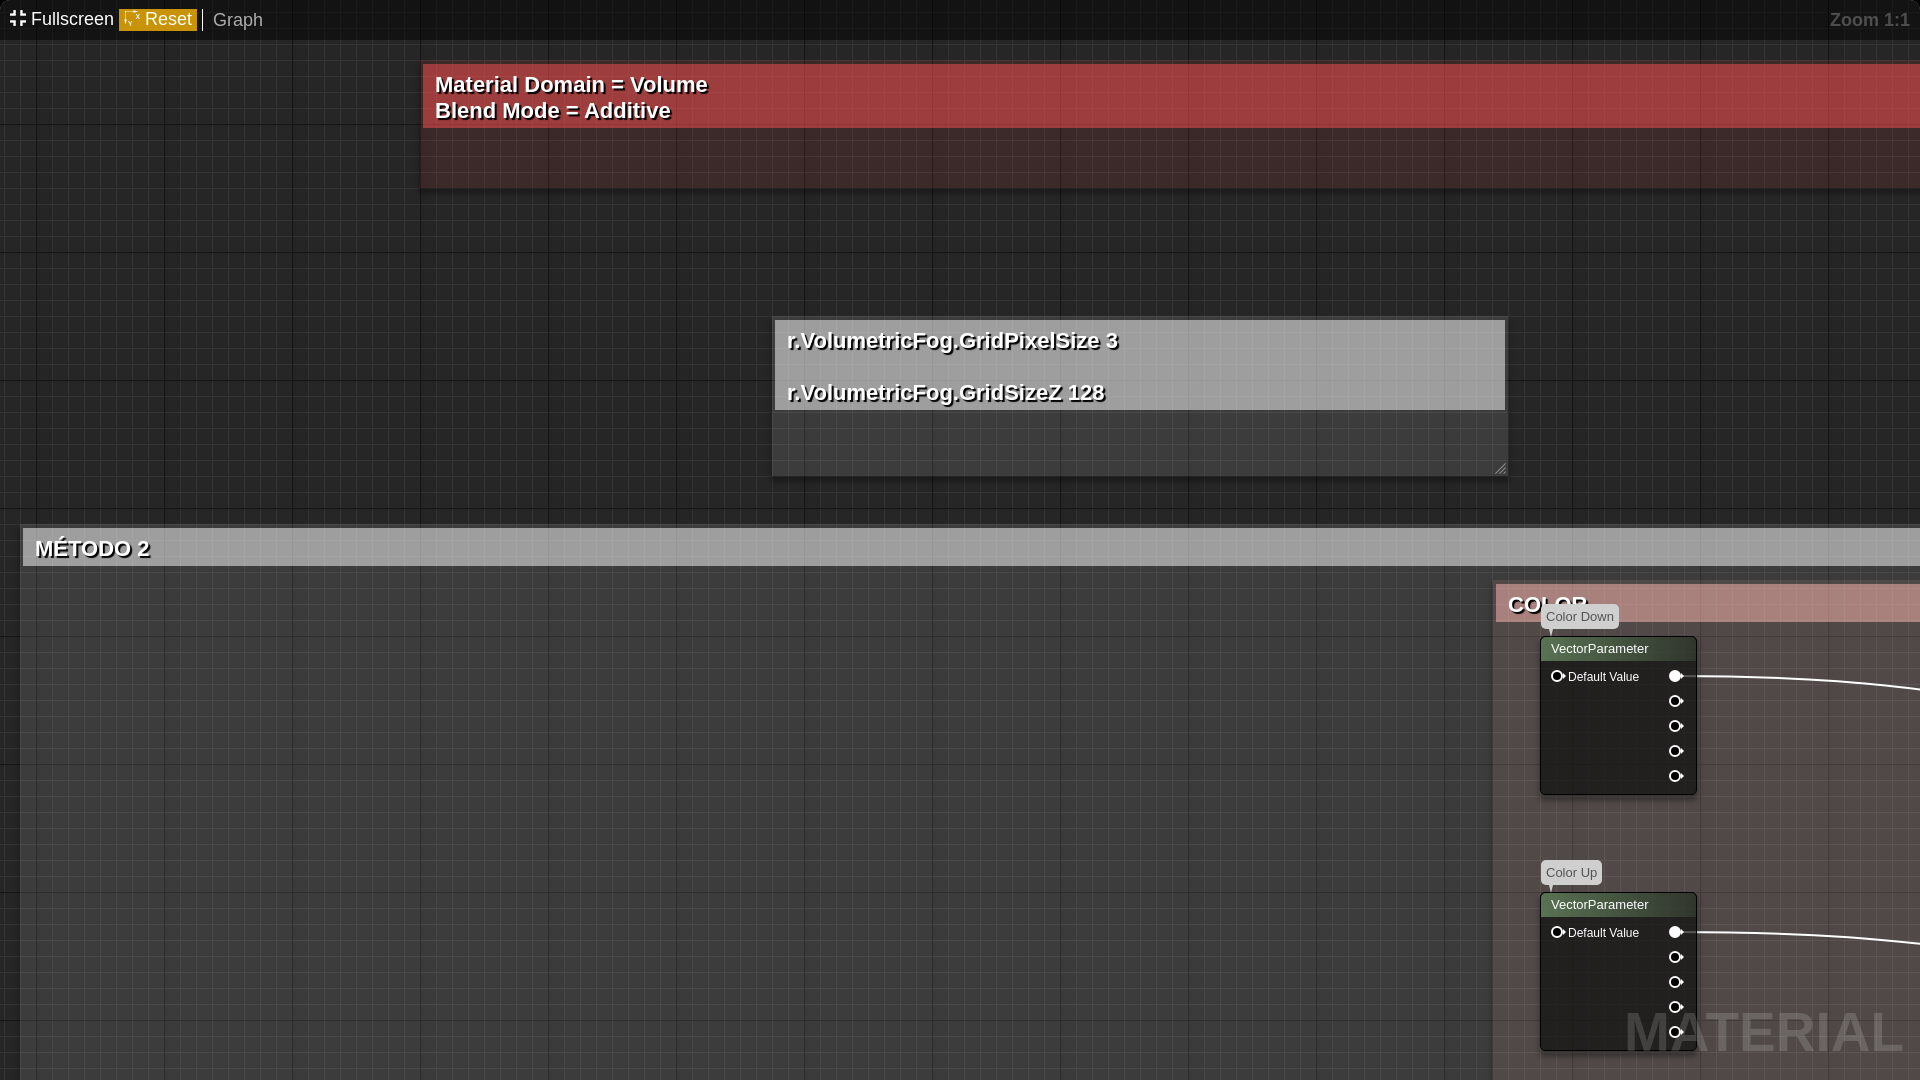 Fullscreen Reset Graph Zoom 1:1
Material Domain = Volume
Blend Mode = Additive
r.VolumetricFog.GridPixelSize 3
r.VolumetricFog.GridSizeZ 128
MÉTODO 2
COLOR
Color Down
VectorParameter
Default Value
Color Up
VectorParameter
Default Value
MATERIAL